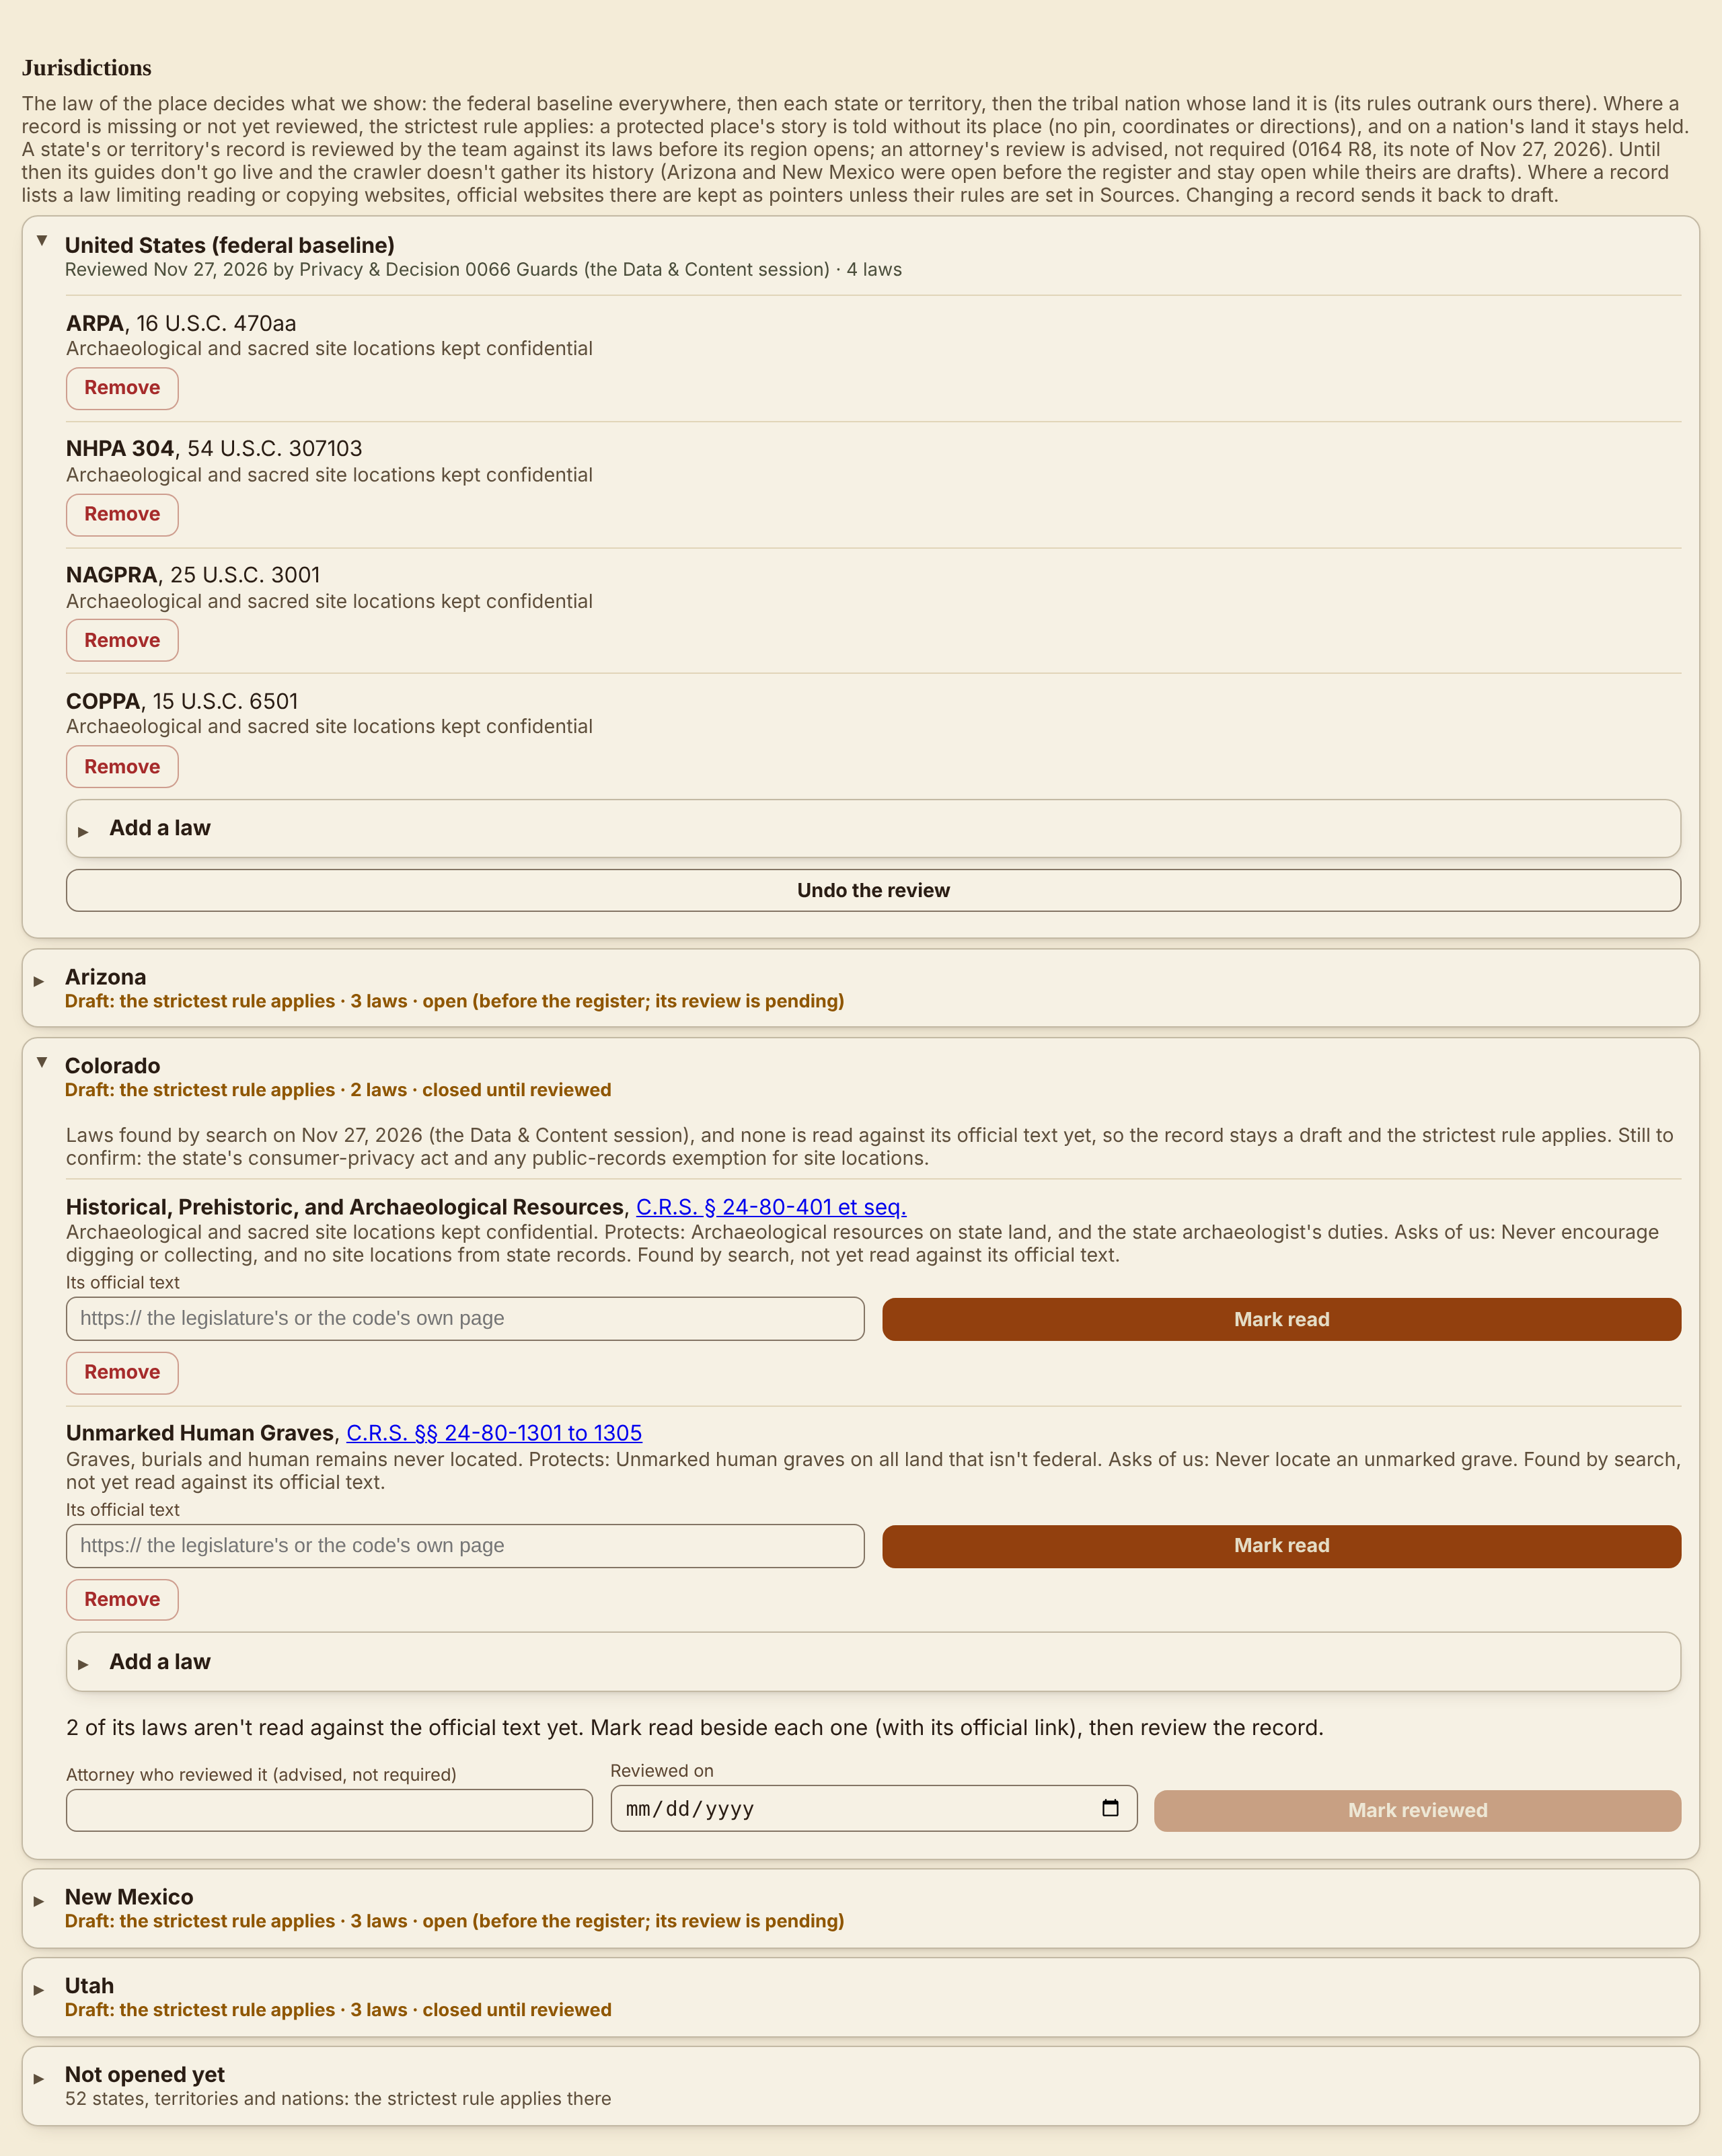 Jurisdictions
The law of the place decides what we show: the federal baseline everywhere, then each state or territory, then the tribal nation whose land it is (its rules outrank ours there). Where a
record is missing or not yet reviewed, the strictest rule applies: a protected place's story is told without its place (no pin, coordinates or directions), and on a nation's land it stays held.
A state's or territory's record is reviewed by the team against its laws before its region opens; an attorney's review is advised, not required (0164 R8, its note of Nov 27, 2026). Until
then its guides don't go live and the crawler doesn't gather its history (Arizona and New Mexico were open before the register and stay open while theirs are drafts). Where a record
lists a law limiting reading or copying websites, official websites there are kept as pointers unless their rules are set in Sources. Changing a record sends it back to draft.
United States (federal baseline)
Reviewed Nov 27, 2026 by Privacy & Decision 0066 Guards (the Data & Content session) · 4 laws
ARPA, 16 U.S.C. 470aa
Archaeological and sacred site locations kept confidential
Remove
NHPA 304, 54 U.S.C. 307103
Archaeological and sacred site locations kept confidential
Remove
NAGPRA, 25 U.S.C. 3001
Archaeological and sacred site locations kept confidential
Remove
COPPA, 15 U.S.C. 6501
Archaeological and sacred site locations kept confidential
Remove
Add a law
Undo the review
Arizona
Draft: the strictest rule applies · 3 laws · open (before the register; its review is pending)
Colorado
Draft: the strictest rule applies · 2 laws · closed until reviewed
Laws found by search on Nov 27, 2026 (the Data & Content session), and none is read against its official text yet, so the record stays a draft and the strictest rule applies. Still to
confirm: the state's consumer-privacy act and any public-records exemption for site locations.
Historical, Prehistoric, and Archaeological Resources, C.R.S. § 24-80-401 et seq.
Archaeological and sacred site locations kept confidential. Protects: Archaeological resources on state land, and the state archaeologist's duties. Asks of us: Never encourage
digging or collecting, and no site locations from state records. Found by search, not yet read against its official text.
Its official text
https:// the legislature's or the code's own page
Mark read
Remove
Unmarked Human Graves, C.R.S. §§ 24-80-1301 to 1305
Graves, burials and human remains never located. Protects: Unmarked human graves on all land that isn't federal. Asks of us: Never locate an unmarked grave. Found by search,
not yet read against its official text.
Its official text
https:// the legislature's or the code's own page
Mark read
Remove
Add a law
2 of its laws aren't read against the official text yet. Mark read beside each one (with its official link), then review the record.
Attorney who reviewed it (advised, not required)
Reviewed on
mm/dd/yyyy
Mark reviewed
New Mexico
Draft: the strictest rule applies · 3 laws · open (before the register; its review is pending)
Utah
Draft: the strictest rule applies · 3 laws · closed until reviewed
Not opened yet
52 states, territories and nations: the strictest rule applies there